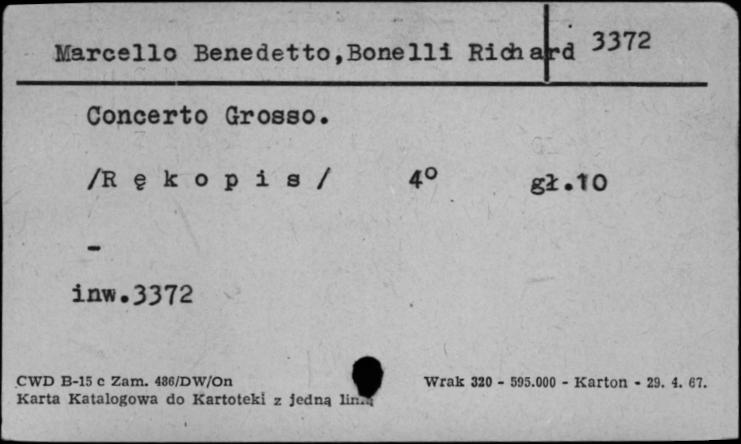 Marcello Benedetto,Bonelli Richard 3372
Concerto Grosso.
/R ę k o p i s / 4º gł.10
-
inw.3372
CWD B-15 c Zam. 486/DW/On Wrak 320 - 595.000 - Karton - 29. 4. 67.
Karta Katalogowa do Kartoteki z jedną linią